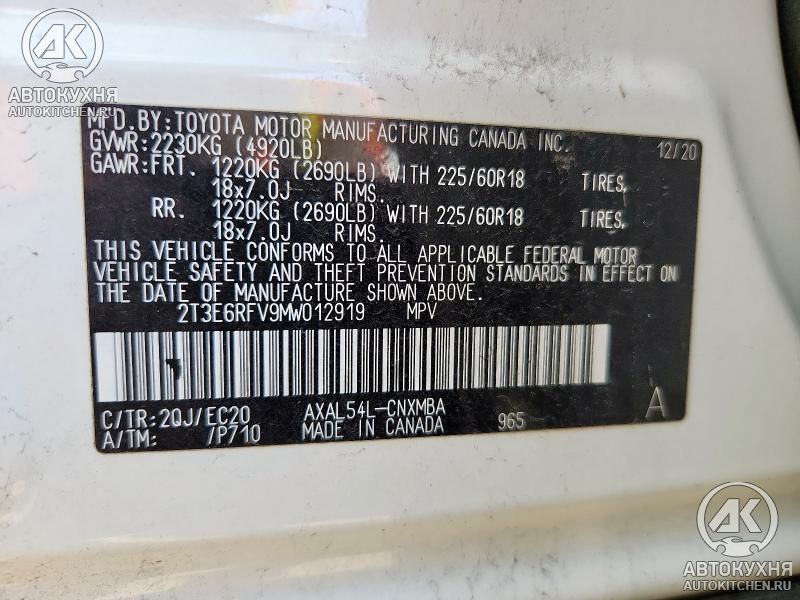 AK
АВТОКУХНЯ
AUTOKITCHEN.RU
MFD. BY:TOYOTA MOTOR MANUFACTURING CANADA INC. 12/20
GVWR:2230KG (4920LB)
GAWR:FRT. 1220KG (2690LB) WITH 225/60R18 TIRES,
18x7.0J RIMS.
RR. 1220KG (2690LB) WITH 225/60R18 TIRES,
18x7.0J RIMS.
THIS VEHICLE CONFORMS TO ALL APPLICABLE FEDERAL MOTOR
VEHICLE SAFETY AND THEFT PREVENTION STANDARDS IN EFFECT ON
THE DATE OF MANUFACTURE SHOWN ABOVE.
2T3E6RFV9MW012919 MPV
C/TR:2QJ/EC20 AXAL54L-CNXMBA A
A/TM: /P710 MADE IN CANADA 965
AK
АВТОКУХНЯ
AUTOKITCHEN.RU